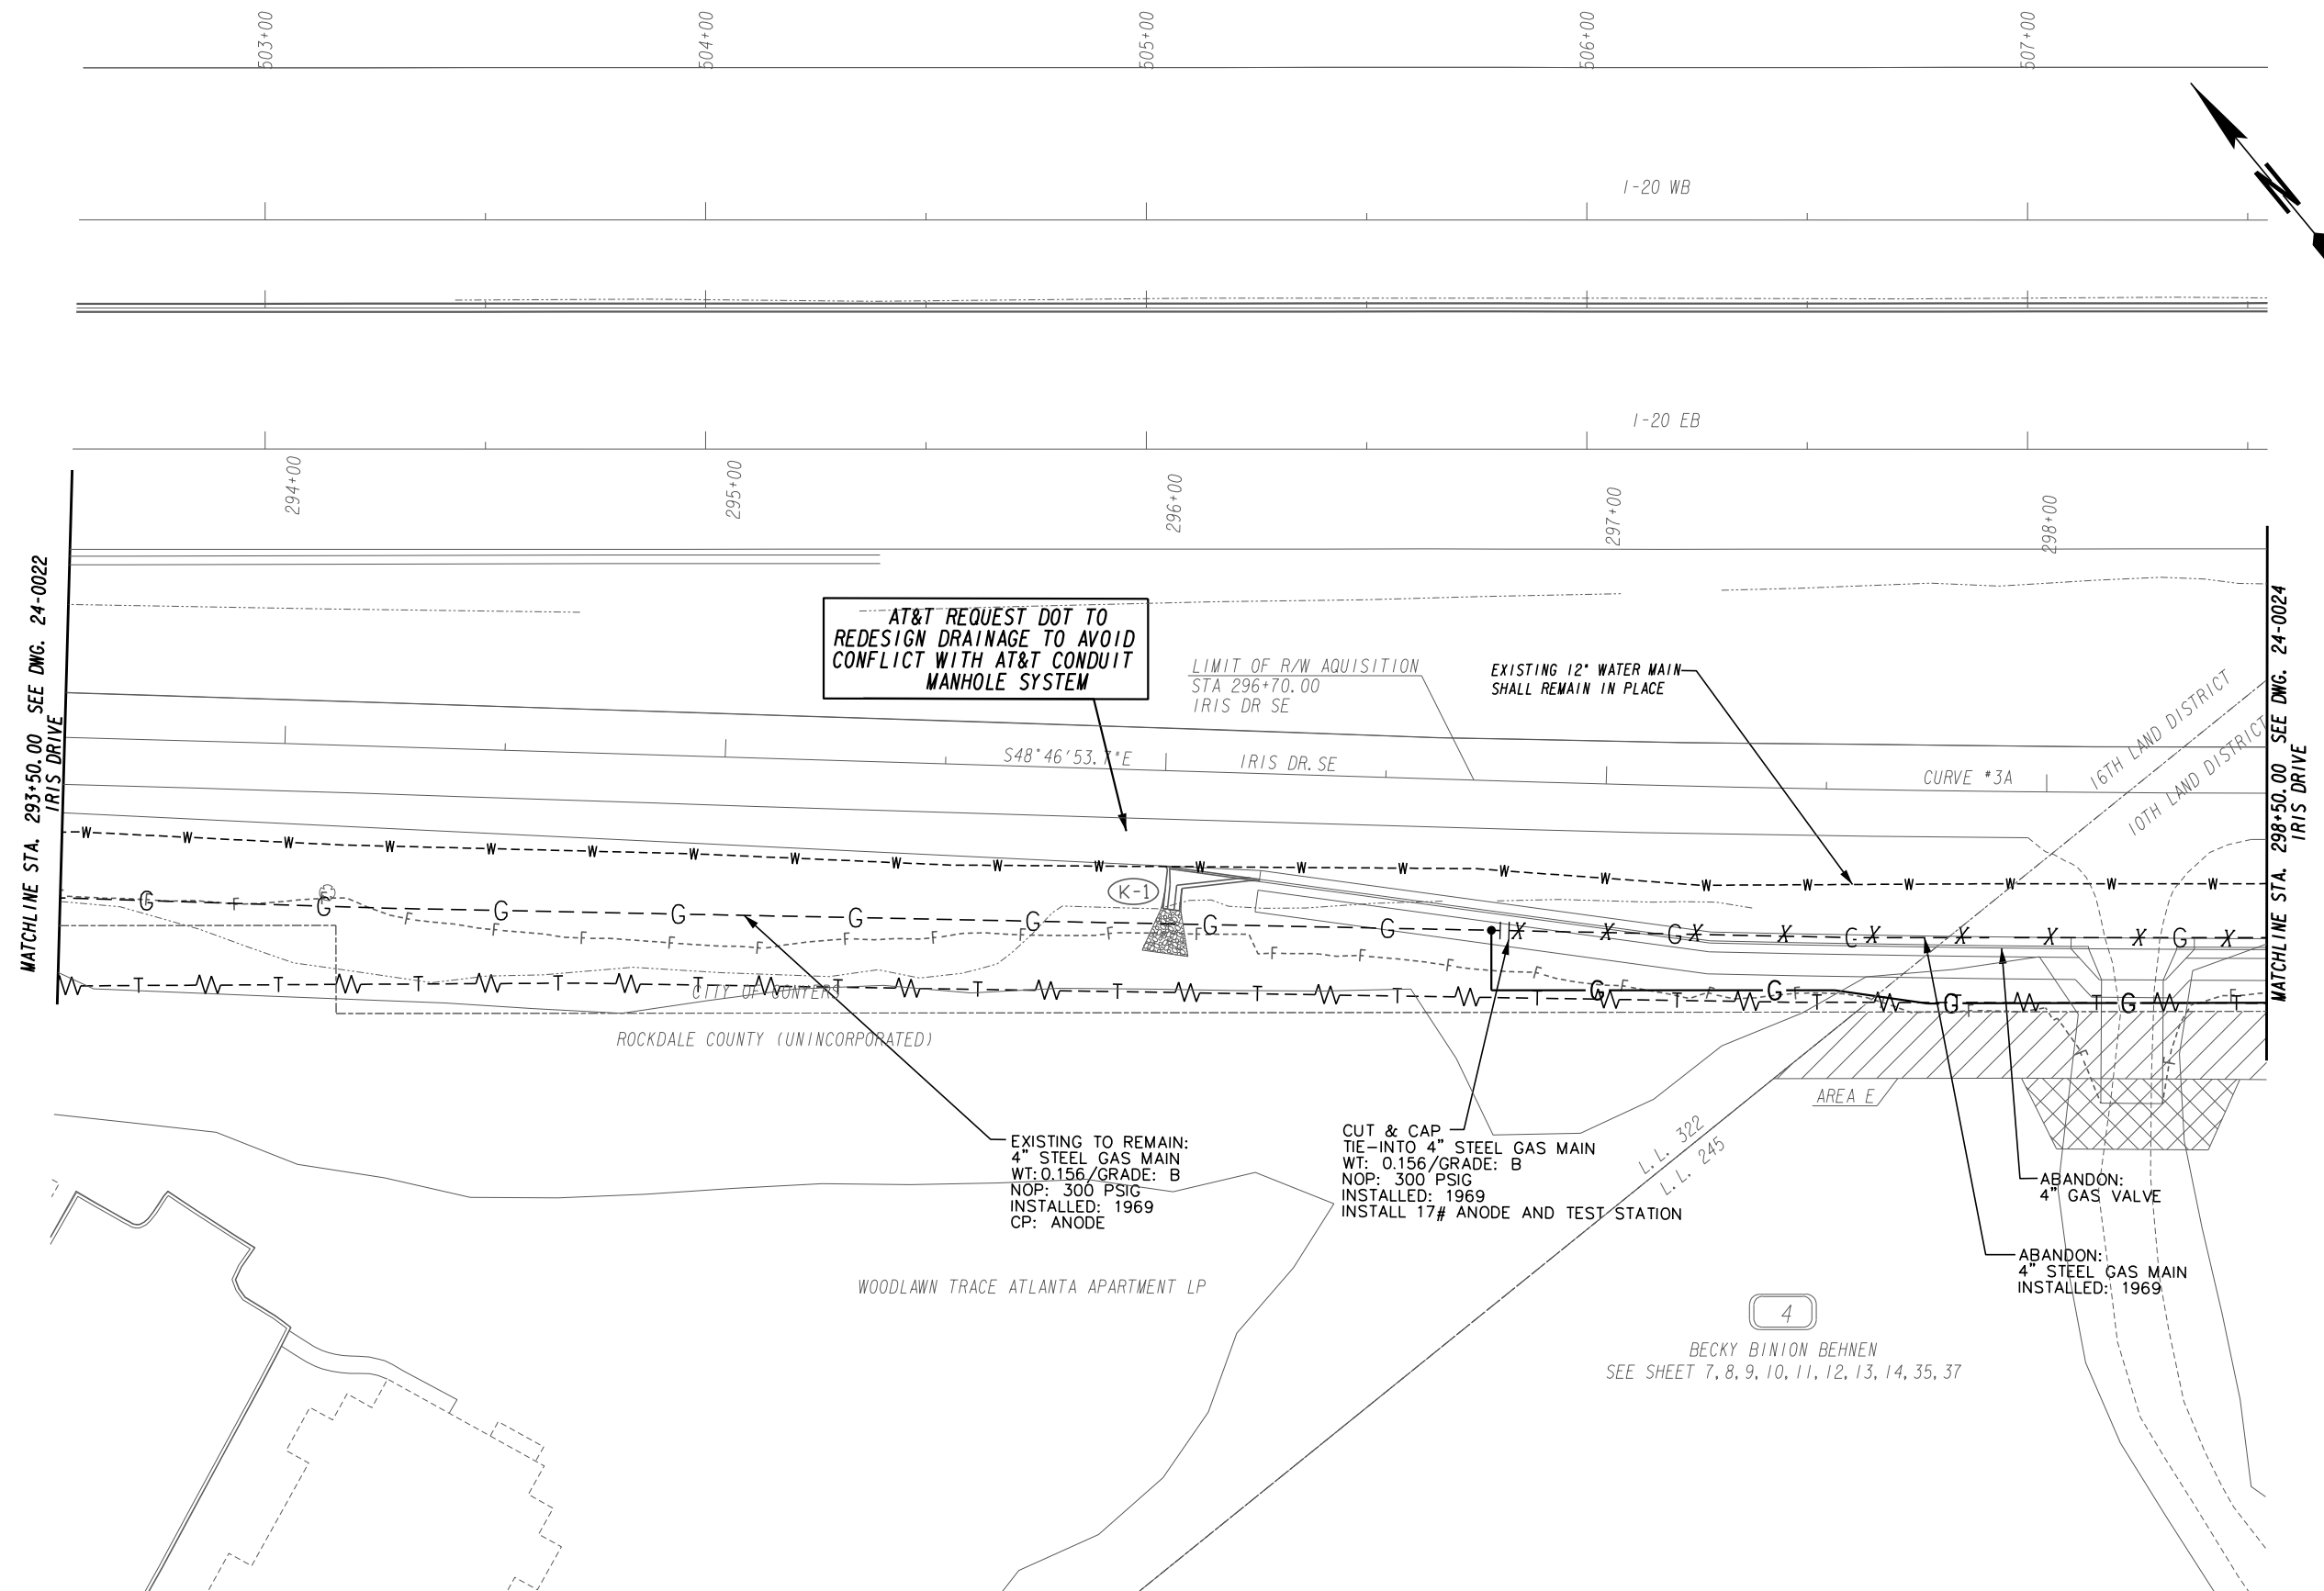 503+00
504+00
505+00
506+00
507+00
N
I-20 WB
I-20 EB
294+00
295+00
296+00
297+00
298+00
MATCHLINE STA. 293+50.00 SEE DWG. 24-0022
IRIS DRIVE
AT&T REQUEST DOT TO
REDESIGN DRAINAGE TO AVOID
CONFLICT WITH AT&T CONDUIT
MANHOLE SYSTEM
LIMIT OF R/W AQUISITION
STA 296+70.00
IRIS DR SE
EXISTING 12" WATER MAIN
SHALL REMAIN IN PLACE
16TH LAND DISTRICT
10TH LAND DISTRICT
MATCHLINE STA. 298+50.00 SEE DWG. 24-0024
IRIS DRIVE
S48°46'53.7"E
IRIS DR. SE
CURVE #3A
W W W W W W W W W W W W W W W W W W W W W W
K-1
G G G G G G G G X X G X X G X X X X G X
F F F F F F F F F F F F F F F F F F F F F F
T T T T T T T T T T T T T T T T
G G G G
CITY OF CONYERS
ROCKDALE COUNTY (UNINCORPORATED)
AREA E
L.L. 322
L.L. 245
EXISTING TO REMAIN:
4" STEEL GAS MAIN
WT: 0.156/GRADE: B
NOP: 300 PSIG
INSTALLED: 1969
CP: ANODE
CUT & CAP
TIE-INTO 4" STEEL GAS MAIN
WT: 0.156/GRADE: B
NOP: 300 PSIG
INSTALLED: 1969
INSTALL 17# ANODE AND TEST STATION
ABANDON:
4" GAS VALVE
ABANDON:
4" STEEL GAS MAIN
INSTALLED: 1969
WOODLAWN TRACE ATLANTA APARTMENT LP
4
BECKY BINION BEHNEN
SEE SHEET 7, 8, 9, 10, 11, 12, 13, 14, 35, 37